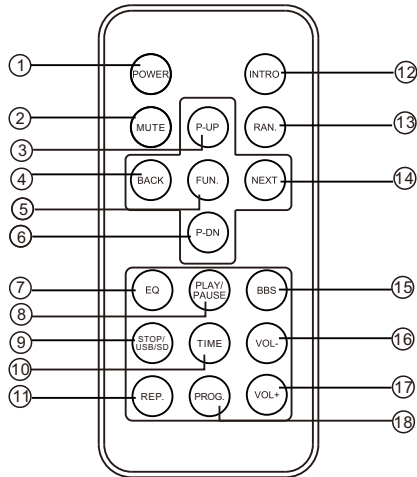 1 POWER INTRO 12
2 MUTE P-UP RAN. 13
3
4 BACK FUN. NEXT 14
5
6 P-DN
7 EQ PLAY/PAUSE BBS 15
8
9 STOP/USB/SD TIME VOL- 16
10
11 REP. PROG. VOL+ 17
18